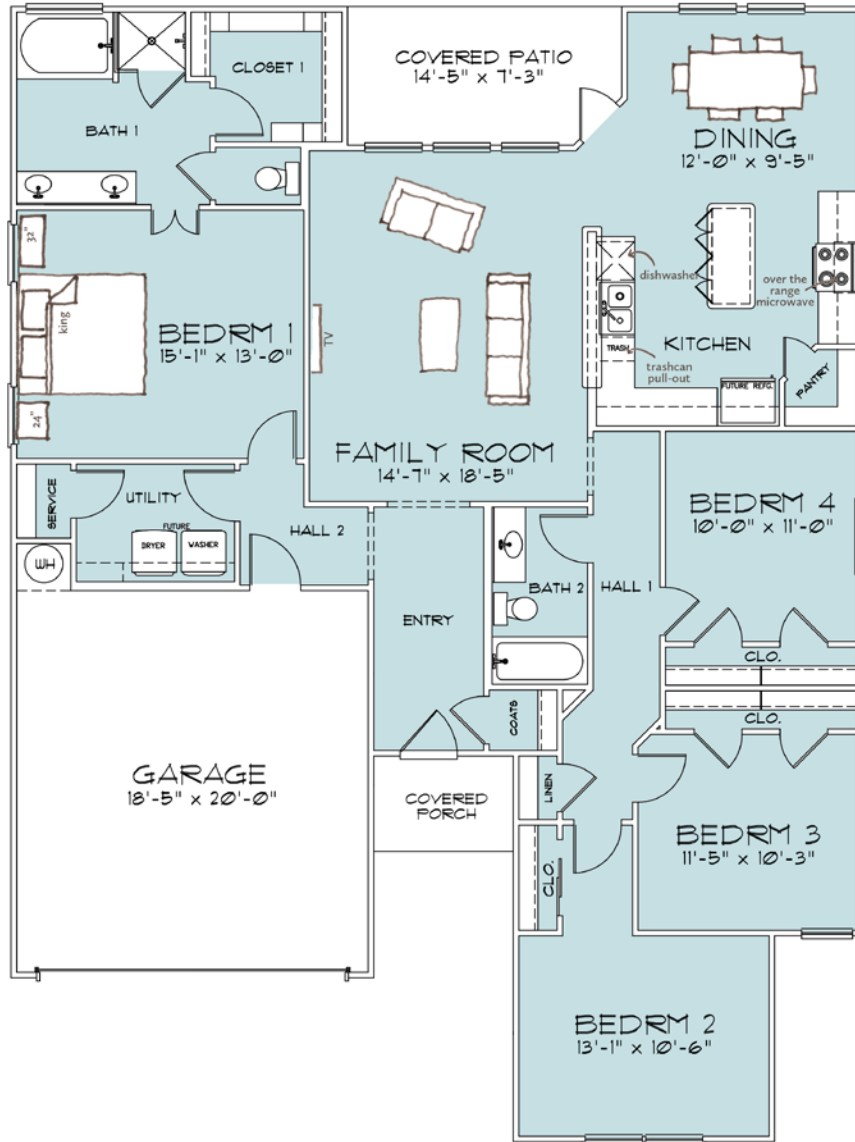 CLOSET 1
COVERED PATIO
14'-5" x 7'-3"
BATH 1
DINING
12'-0" x 9'-5"
32"
king
24"
BEDRM 1
15'-1" x 13'-0"
TV
dishwasher
over the
range
microwave
KITCHEN
TRASH
trashcan
pull-out
FUTURE REFG.
PANTRY
FAMILY ROOM
14'-7" x 18'-5"
SERVICE
UTILITY
FUTURE
DRYER
WASHER
HALL 2
WH
BEDRM 4
10'-0" x 11'-0"
BATH 2
HALL 1
ENTRY
CLO.
CLO.
COATS
GARAGE
18'-5" x 20'-0"
COVERED
PORCH
LINEN
BEDRM 3
11'-5" x 10'-3"
CLO.
BEDRM 2
13'-1" x 10'-6"